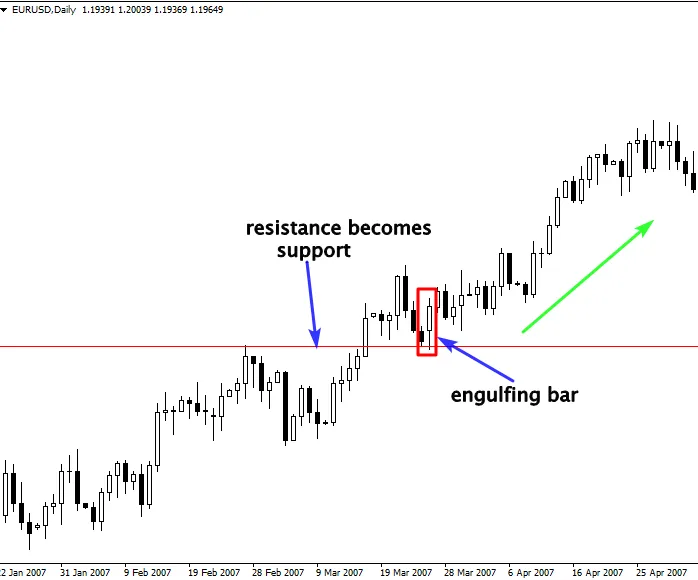 EURUSD,Daily 1.19391 1.20039 1.19369 1.19649
resistance becomes
support
engulfing bar
22 Jan 2007 31 Jan 2007 9 Feb 2007 19 Feb 2007 28 Feb 2007 9 Mar 2007 19 Mar 2007 28 Mar 2007 6 Apr 2007 16 Apr 2007 25 Apr 2007